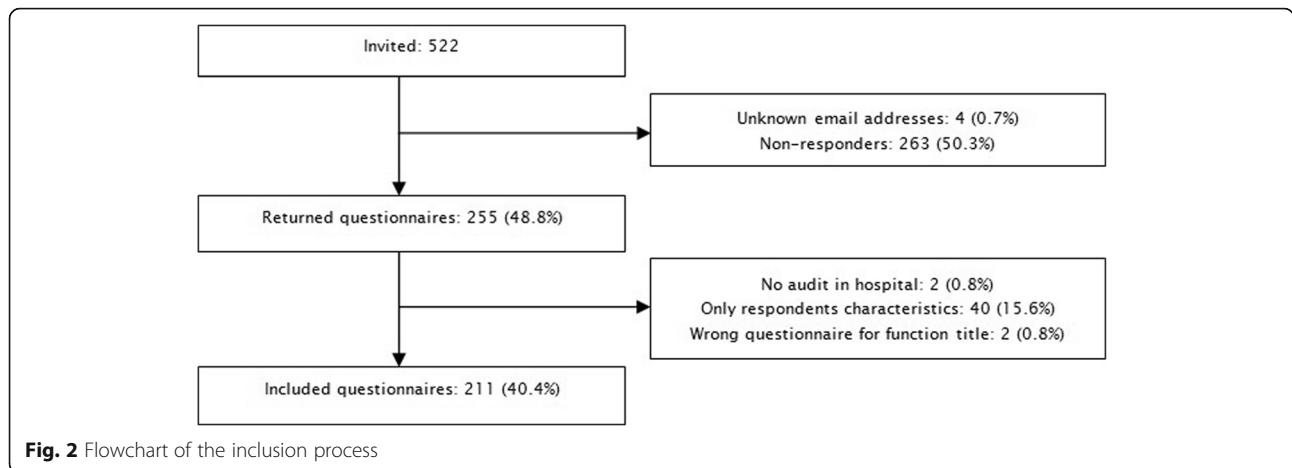 Invited: 522
Unknown email addresses: 4 (0.7%)
Non-responders: 263 (50.3%)
Returned questionnaires: 255 (48.8%)
No audit in hospital: 2 (0.8%)
Only respondents characteristics: 40 (15.6%)
Wrong questionnaire for function title: 2 (0.8%)
Included questionnaires: 211 (40.4%)
Fig. 2 Flowchart of the inclusion process